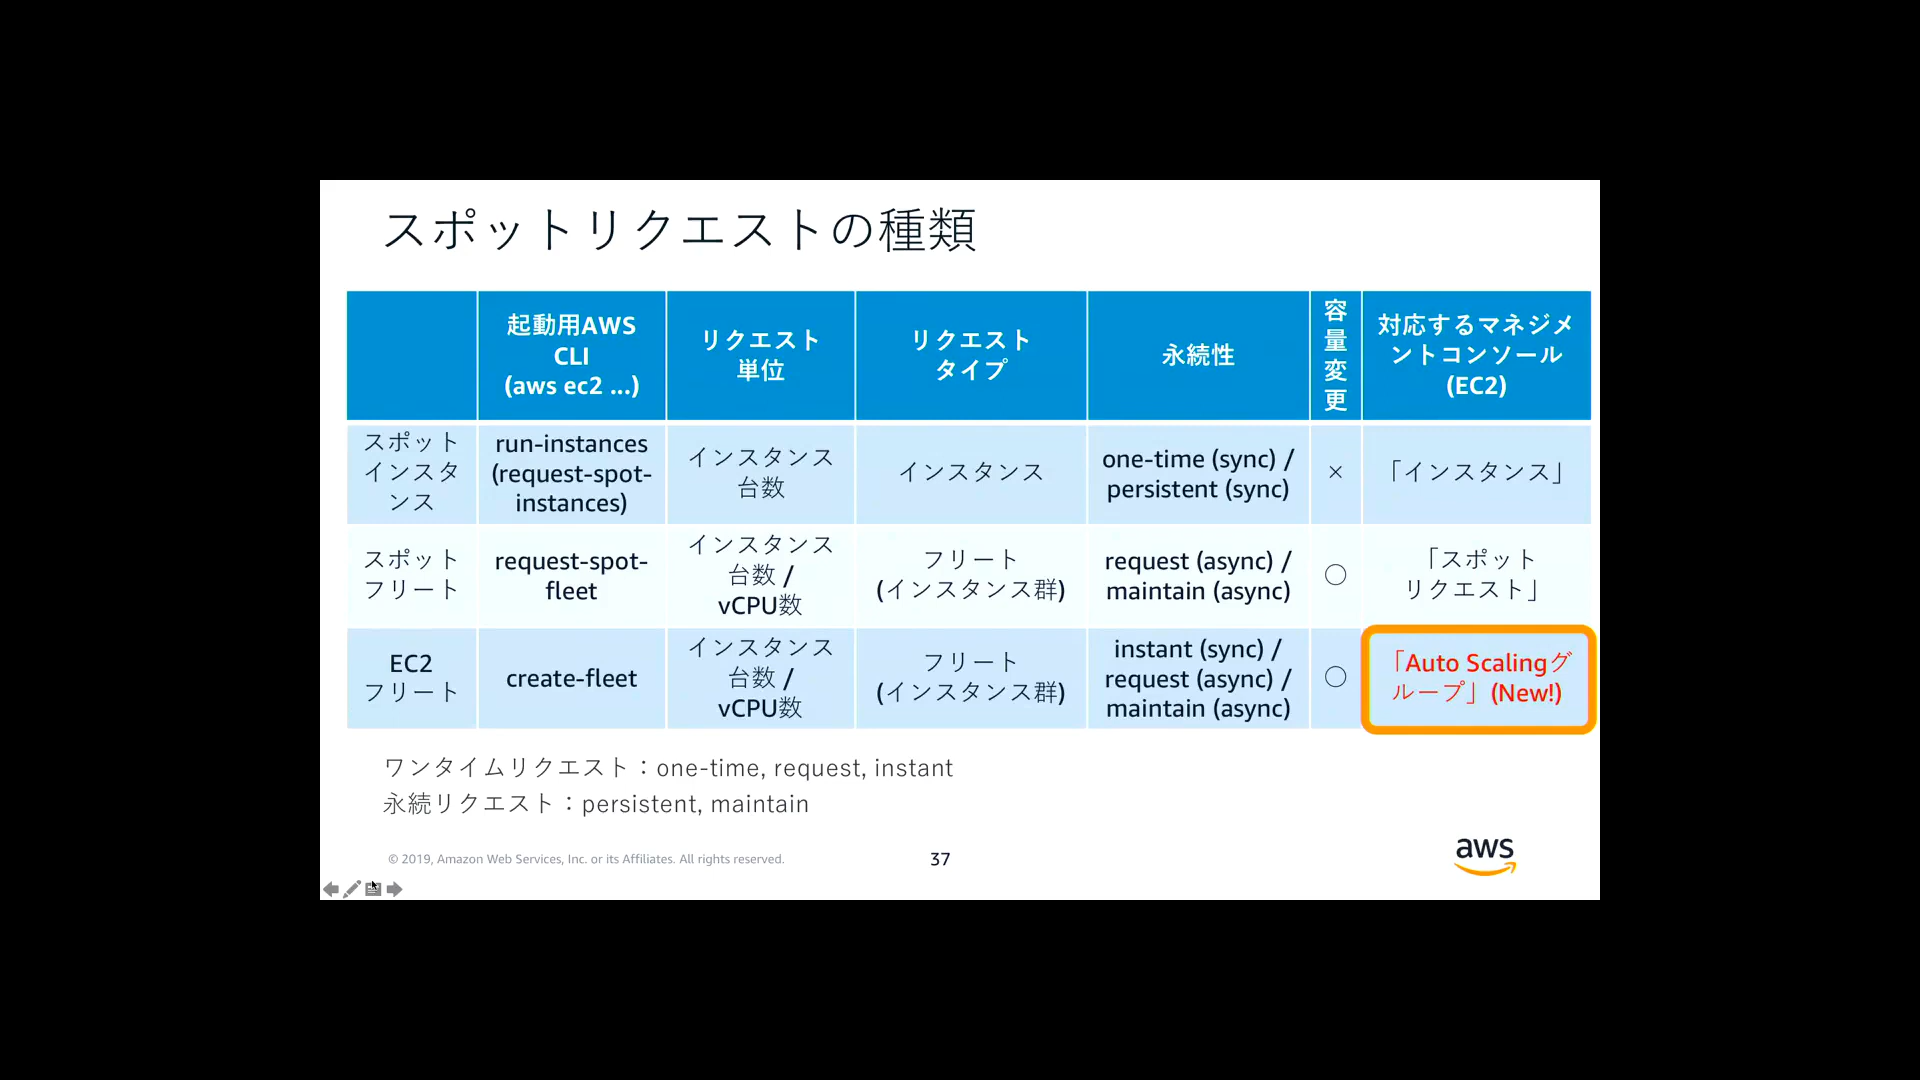 スポットリクエストの種類
起動用AWS
CLI
(aws ec2 ...)
リクエスト
単位
リクエスト
タイプ
永続性
容
量
変
更
対応するマネジメ
ントコンソール
(EC2)
スポット
インスタ
ンス
run-instances
(request-spot-
instances)
インスタンス
台数
インスタンス
one-time (sync) /
persistent (sync)
×
「インスタンス」
スポット
フリート
request-spot-
fleet
インスタンス
台数 /
vCPU数
フリート
(インスタンス群)
request (async) /
maintain (async)
○
「スポット
リクエスト」
EC2
フリート
create-fleet
インスタンス
台数 /
vCPU数
フリート
(インスタンス群)
instant (sync) /
request (async) /
maintain (async)
○
「Auto Scalingグ
ループ」(New!)
ワンタイムリクエスト：one-time, request, instant
永続リクエスト：persistent, maintain
© 2019, Amazon Web Services, Inc. or its Affiliates. All rights reserved.
37
aws